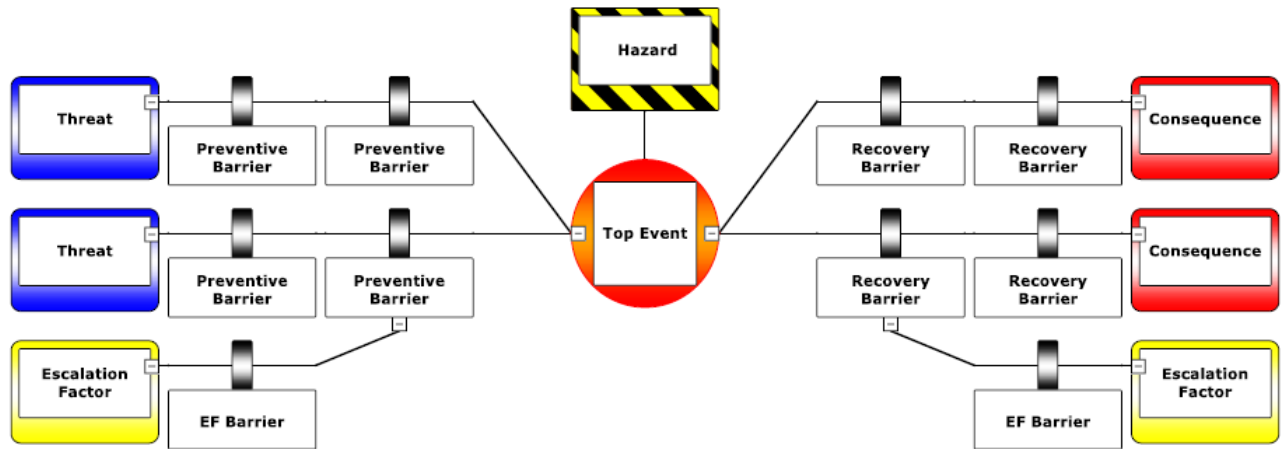 Hazard
Threat
Preventive
Barrier
Preventive
Barrier
Recovery
Barrier
Recovery
Barrier
Consequence
Top Event
Threat
Preventive
Barrier
Preventive
Barrier
Recovery
Barrier
Recovery
Barrier
Consequence
Escalation
Factor
EF Barrier
EF Barrier
Escalation
Factor